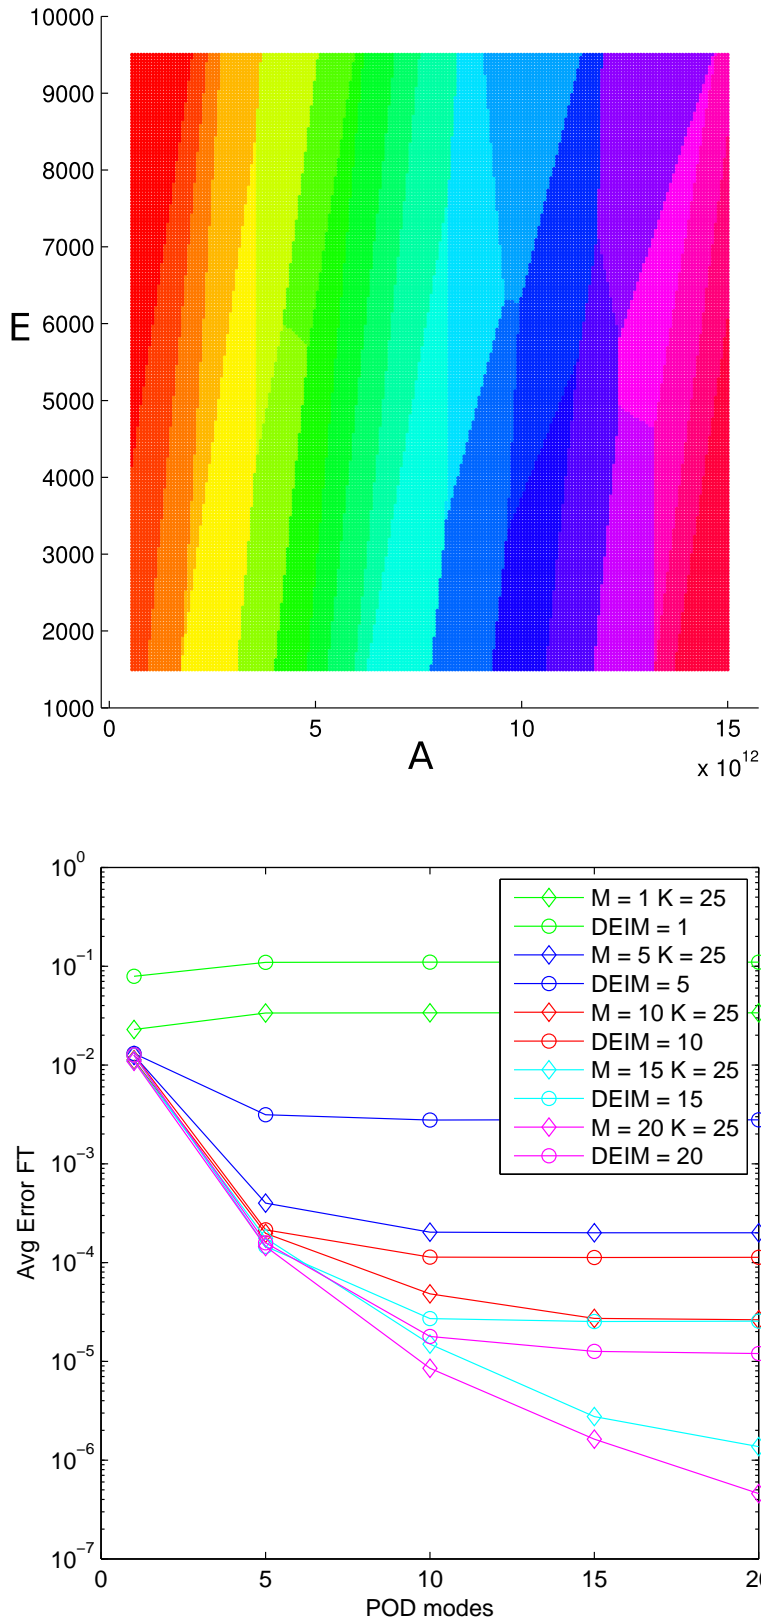 10000
9000
8000
7000
E
6000
5000
4000
3000
2000
1000
0 5 10 15
A
x 10^12
10^0
10^-1
10^-2
10^-3
10^-4
10^-5
10^-6
10^-7
Avg Error FT
M = 1 K = 25
DEIM = 1
M = 5 K = 25
DEIM = 5
M = 10 K = 25
DEIM = 10
M = 15 K = 25
DEIM = 15
M = 20 K = 25
DEIM = 20
0 5 10 15 20
POD modes